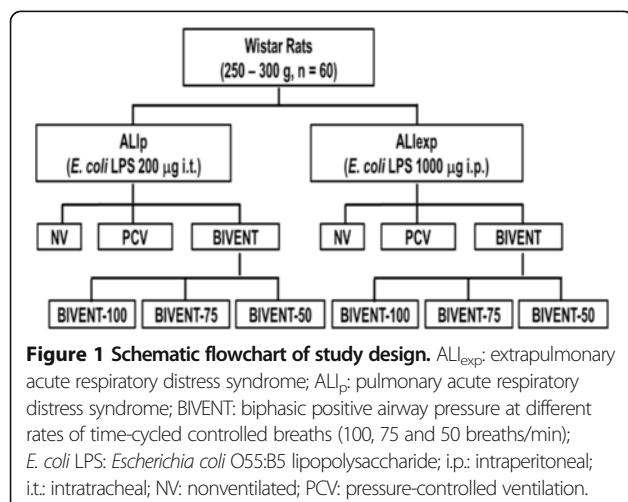 Wistar Rats
(250 – 300 g, n = 60)
ALIp
(E. coli LPS 200 µg i.t.)
ALIexp
(E. coli LPS 1000 µg i.p.)
NV
PCV
BIVENT
NV
PCV
BIVENT
BIVENT-100
BIVENT-75
BIVENT-50
BIVENT-100
BIVENT-75
BIVENT-50
Figure 1 Schematic flowchart of study design. ALIexp: extrapulmonary
acute respiratory distress syndrome; ALIp: pulmonary acute respiratory
distress syndrome; BIVENT: biphasic positive airway pressure at different
rates of time-cycled controlled breaths (100, 75 and 50 breaths/min);
E. coli LPS: Escherichia coli O55:B5 lipopolysaccharide; i.p.: intraperitoneal;
i.t.: intratracheal; NV: nonventilated; PCV: pressure-controlled ventilation.